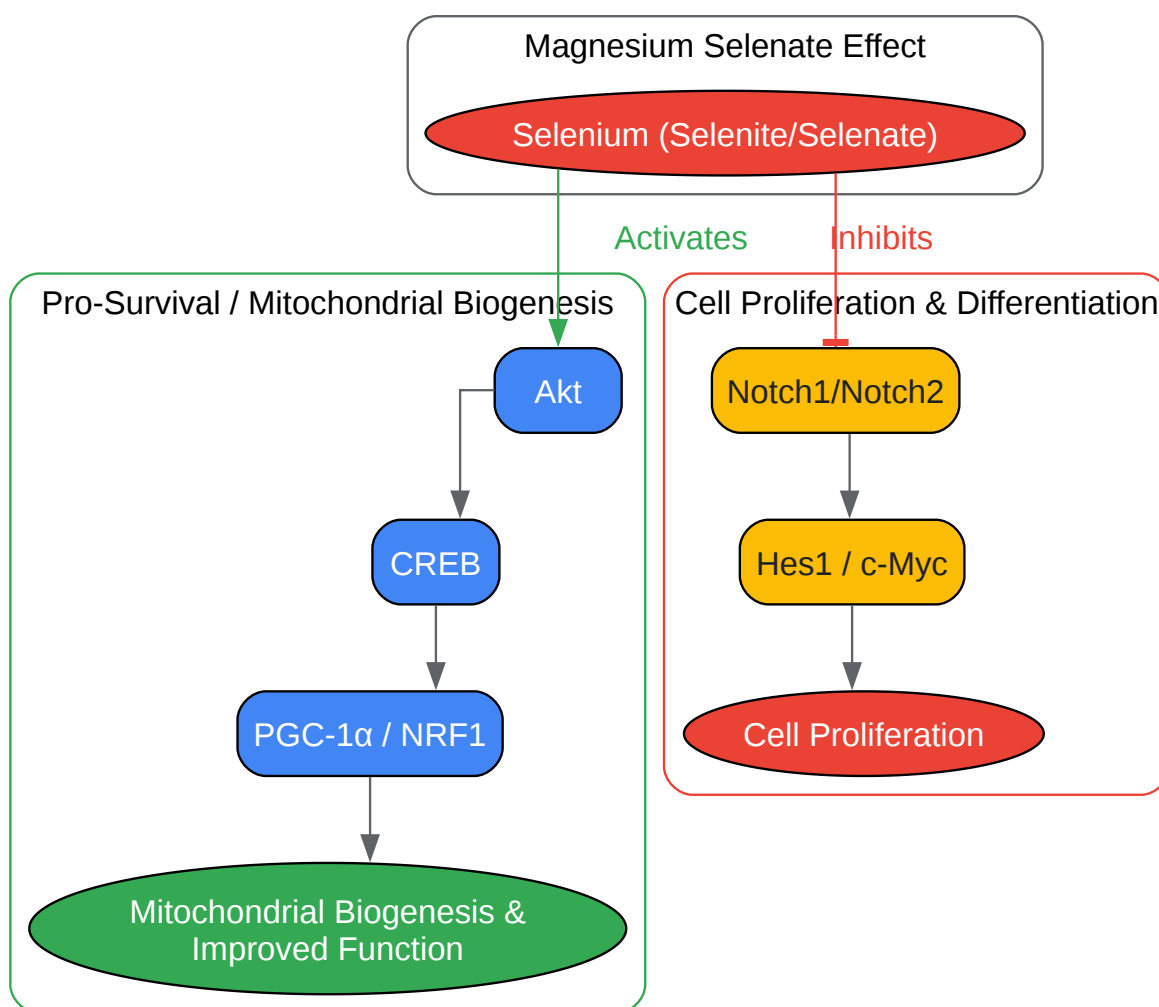 Magnesium Selenate Effect
Selenium (Selenite/Selenate)
Activates
Inhibits
Pro-Survival / Mitochondrial Biogenesis
Cell Proliferation & Differentiation
Akt
Notch1/Notch2
CREB
Hes1 / c-Myc
PGC-1α / NRF1
Cell Proliferation
Mitochondrial Biogenesis &
Improved Function